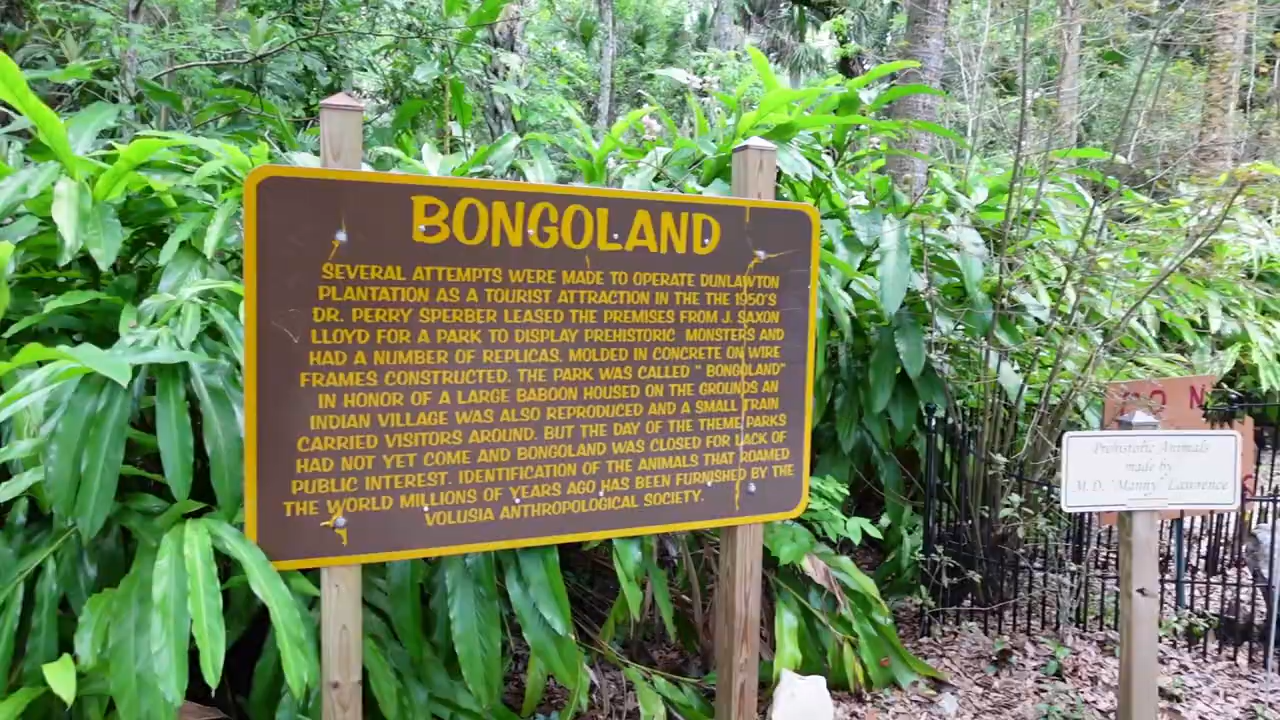 BONGOLAND
SEVERAL ATTEMPTS WERE MADE TO OPERATE DUNLAWTON
PLANTATION AS A TOURIST ATTRACTION IN THE THE 1950'S
DR. PERRY SPERBER LEASED THE PREMISES FROM J. SAXON
LLOYD FOR A PARK TO DISPLAY PREHISTORIC MONSTERS AND
HAD A NUMBER OF REPLICAS, MOLDED IN CONCRETE ON WIRE
FRAMES CONSTRUCTED. THE PARK WAS CALLED " BONGOLAND"
IN HONOR OF A LARGE BABOON HOUSED ON THE GROUNDS AN
INDIAN VILLAGE WAS ALSO REPRODUCED AND A SMALL TRAIN
CARRIED VISITORS AROUND. BUT THE DAY OF THE THEME PARKS
HAD NOT YET COME AND BONGOLAND WAS CLOSED FOR LACK OF
PUBLIC INTEREST. IDENTIFICATION OF THE ANIMALS THAT ROAMED
THE WORLD MILLIONS OF YEARS AGO HAS BEEN FURNISHED BY THE
VOLUSIA ANTHROPOLOGICAL SOCIETY.
Prehistoric Animals
made by
M. D. "Manny" Lawrence